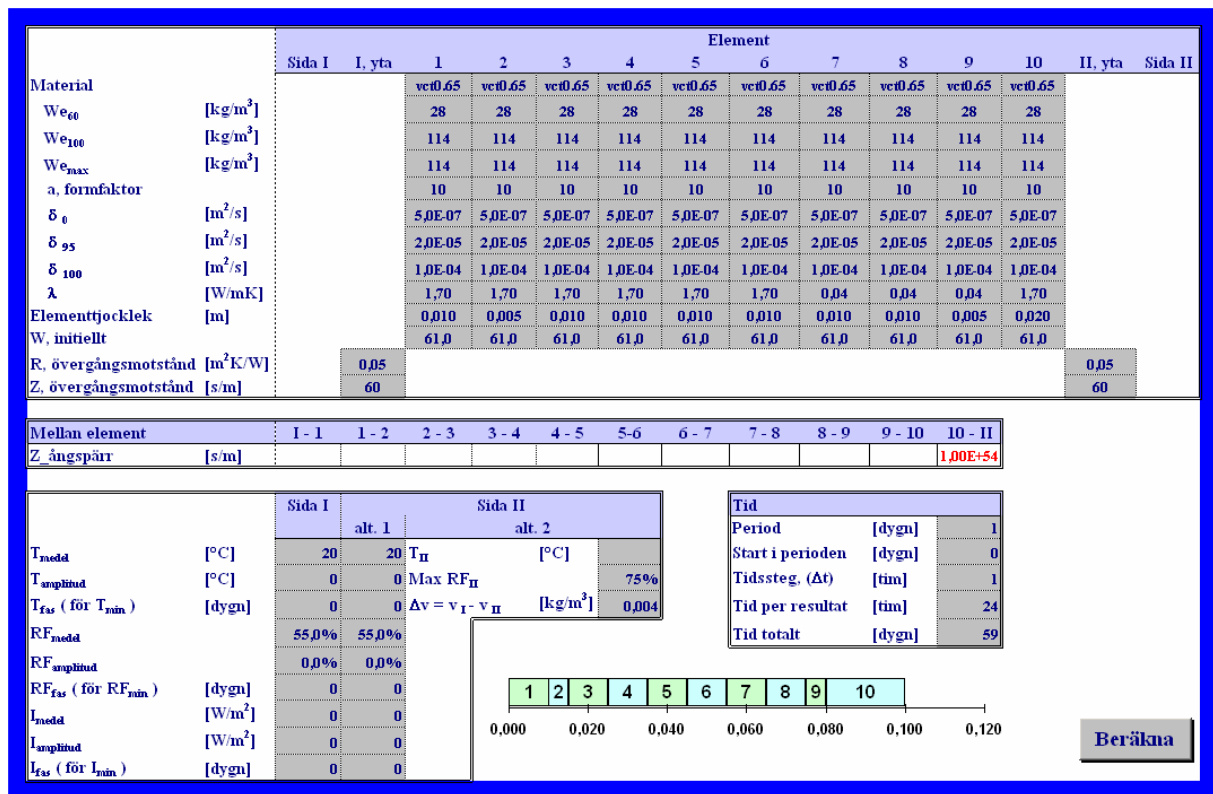 Element
Sida I I, yta 1 2 3 4 5 6 7 8 9 10 II, yta Sida II
Material vct0.65 vct0.65 vct0.65 vct0.65 vct0.65 vct0.65 vct0.65 vct0.65 vct0.65 vct0.65
We60 [kg/m³] 28 28 28 28 28 28 28 28 28 28
We100 [kg/m³] 114 114 114 114 114 114 114 114 114 114
Wemax [kg/m³] 114 114 114 114 114 114 114 114 114 114
a, formfaktor 10 10 10 10 10 10 10 10 10 10
δ 0 [m²/s] 5,0E-07 5,0E-07 5,0E-07 5,0E-07 5,0E-07 5,0E-07 5,0E-07 5,0E-07 5,0E-07 5,0E-07
δ 95 [m²/s] 2,0E-05 2,0E-05 2,0E-05 2,0E-05 2,0E-05 2,0E-05 2,0E-05 2,0E-05 2,0E-05 2,0E-05
δ 100 [m²/s] 1,0E-04 1,0E-04 1,0E-04 1,0E-04 1,0E-04 1,0E-04 1,0E-04 1,0E-04 1,0E-04 1,0E-04
λ [W/mK] 1,70 1,70 1,70 1,70 1,70 1,70 0,04 0,04 0,04 1,70
Elementtjocklek [m] 0,010 0,005 0,010 0,010 0,010 0,010 0,010 0,010 0,005 0,020
W, initiellt 61,0 61,0 61,0 61,0 61,0 61,0 61,0 61,0 61,0 61,0
R, övergångsmotstånd [m²K/W] 0,05 0,05
Z, övergångsmotstånd [s/m] 60 60
Mellan element I - 1 1 - 2 2 - 3 3 - 4 4 - 5 5-6 6 - 7 7 - 8 8 - 9 9 - 10 10 - II
Z_ångspärr [s/m] 1,00E+54
Sida I Sida II
alt. 1 alt. 2
Tmedel [°C] 20 20 TII [°C]
Tamplitud [°C] 0 0 Max RFII 75%
Tfas ( för Tmin ) [dygn] 0 0 Δv = vI - vII [kg/m³] 0,004
RFmedel 55,0% 55,0%
RFamplitud 0,0% 0,0%
RFfas ( för RFmin ) [dygn] 0 0
Imedel [W/m²] 0 0
Iamplitud [W/m²] 0 0
Ifas ( för Imin ) [dygn] 0 0
Tid
Period [dygn] 1
Start i perioden [dygn] 0
Tidssteg, (Δt) [tim] 1
Tid per resultat [tim] 24
Tid totalt [dygn] 59
1 2 3 4 5 6 7 8 9 10
0,000 0,020 0,040 0,060 0,080 0,100 0,120
Beräkna